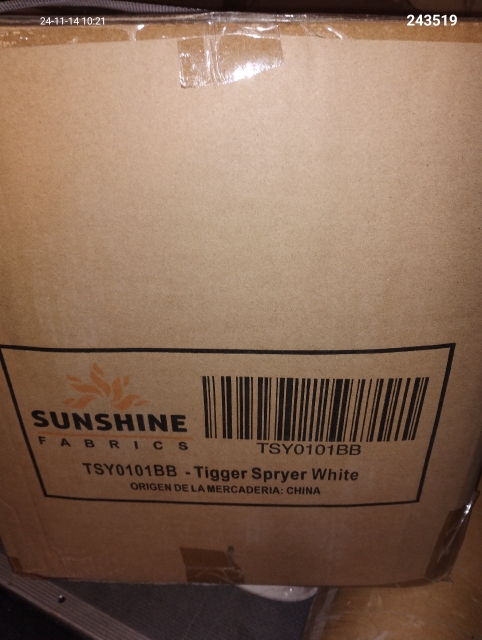 24-11-14 10:21
243519
SUNSHINE
FABRICS
TSY0101BB
TSY0101BB - Tigger Spryer White
ORIGEN DE LA MERCADERIA: CHINA